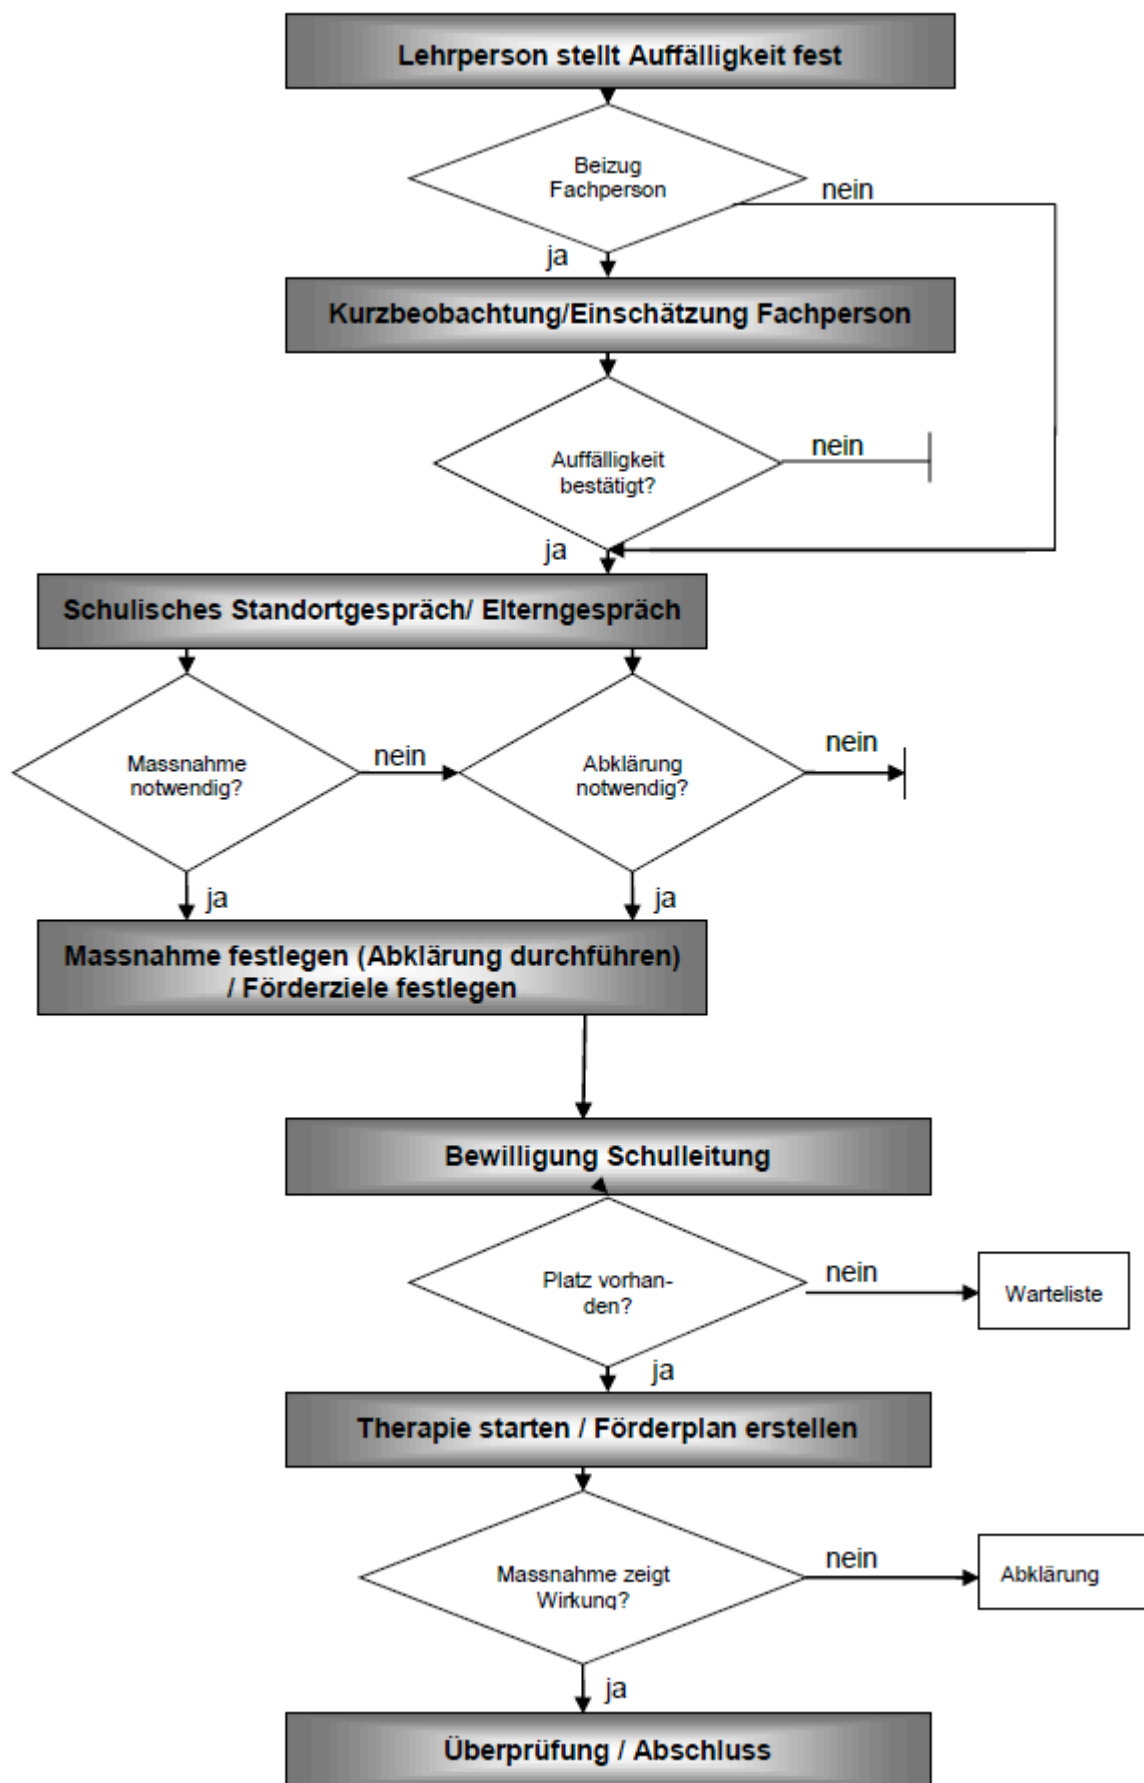 Lehrperson stellt Auffälligkeit fest
Beizug
Fachperson
nein
ja
Kurzbeobachtung/Einschätzung Fachperson
Auffälligkeit
bestätigt?
nein
ja
Schulisches Standortgespräch/ Elterngespräch
Massnahme
notwendig?
nein
Abklärung
notwendig?
nein
ja
ja
Massnahme festlegen (Abklärung durchführen)
/ Förderziele festlegen
Bewilligung Schulleitung
Platz vorhan-
den?
nein
Warteliste
ja
Therapie starten / Förderplan erstellen
Massnahme zeigt
Wirkung?
nein
Abklärung
ja
Überprüfung / Abschluss